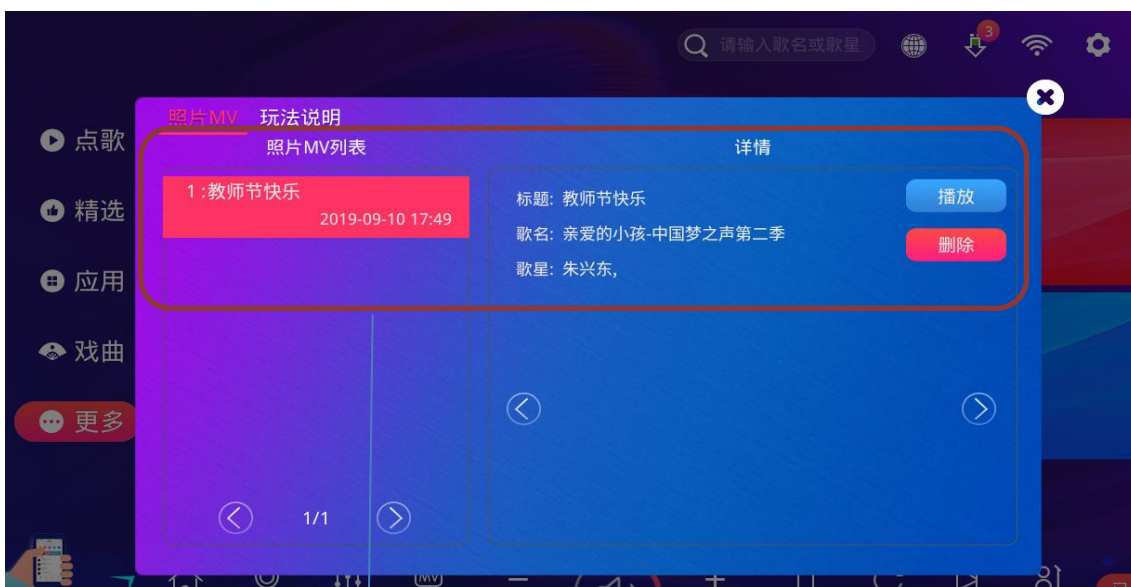 请输入歌名或歌星
3
照片MV 玩法说明
点歌
精选
应用
戏曲
更多
照片MV列表
1 :教师节快乐
2019-09-10 17:49
1/1
详情
标题: 教师节快乐
歌名: 亲爱的小孩-中国梦之声第二季
歌星: 朱兴东,
播放
删除
MV